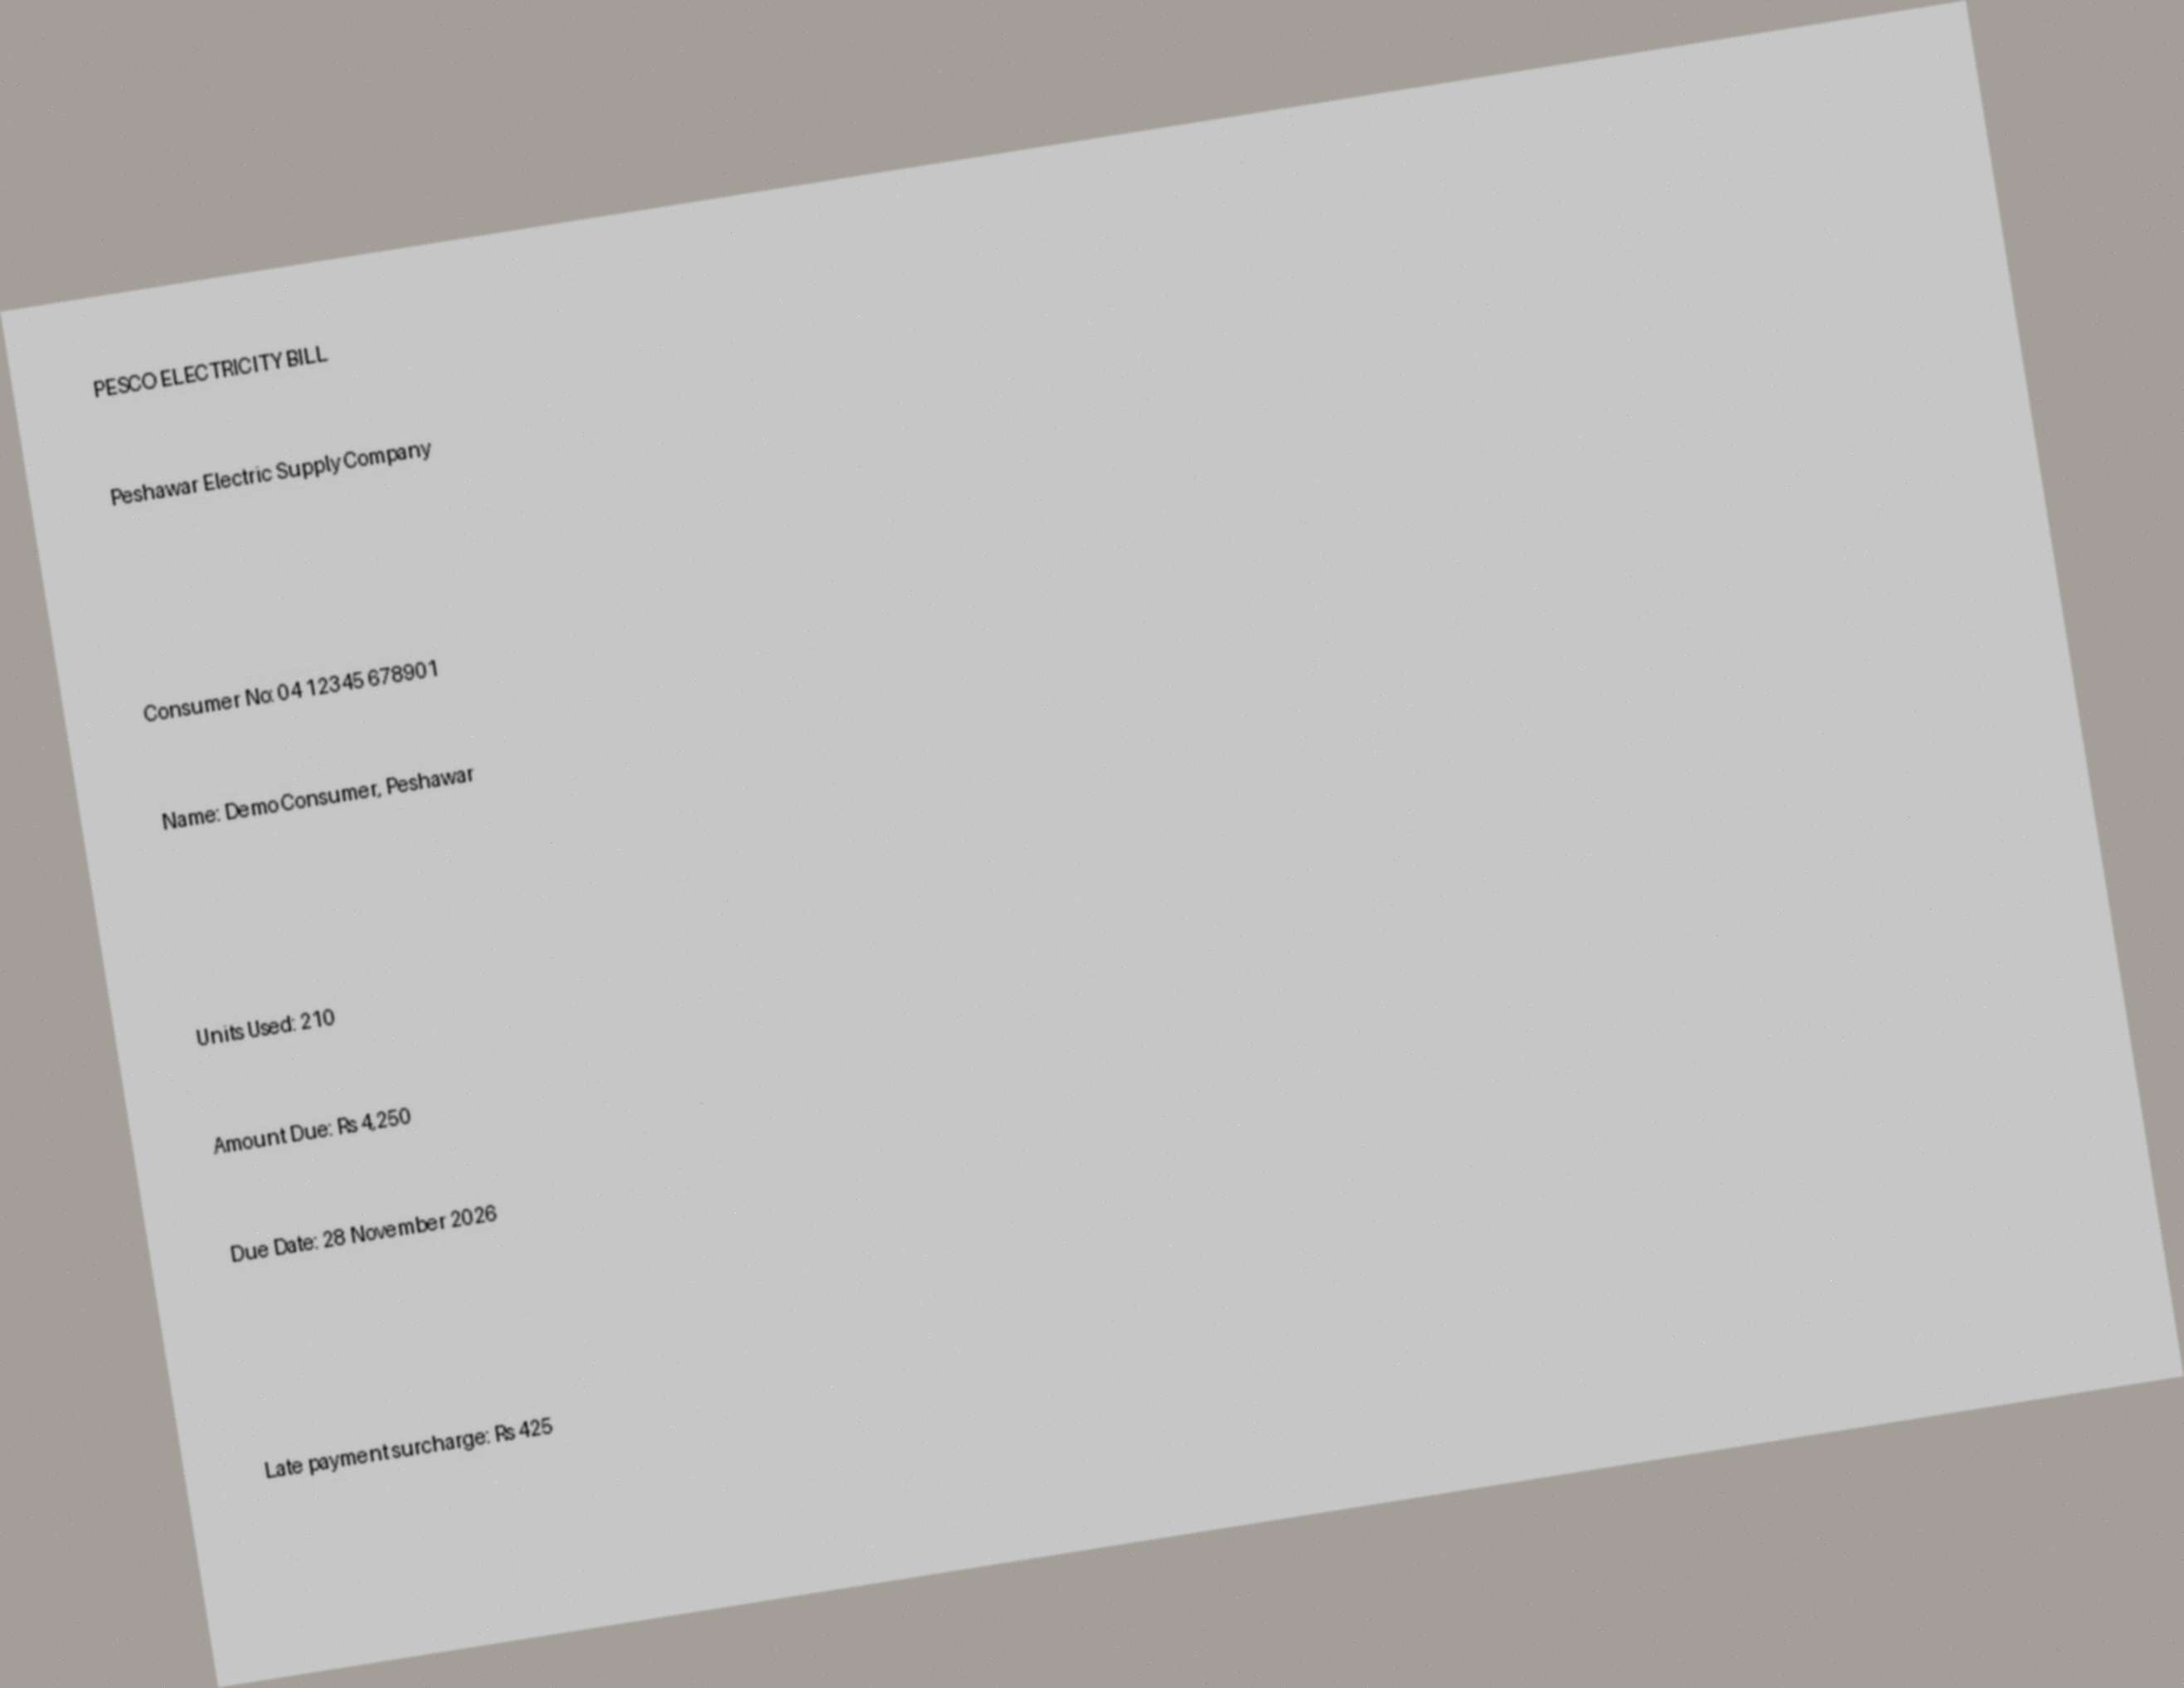 PESCO ELECTRICITY BILL
Peshawar Electric Supply Company
Consumer No: 04 12345 678901
Name: Demo Consumer, Peshawar
Units Used: 210
Amount Due: Rs 4,250
Due Date: 28 November 2026
Late payment surcharge: Rs 425